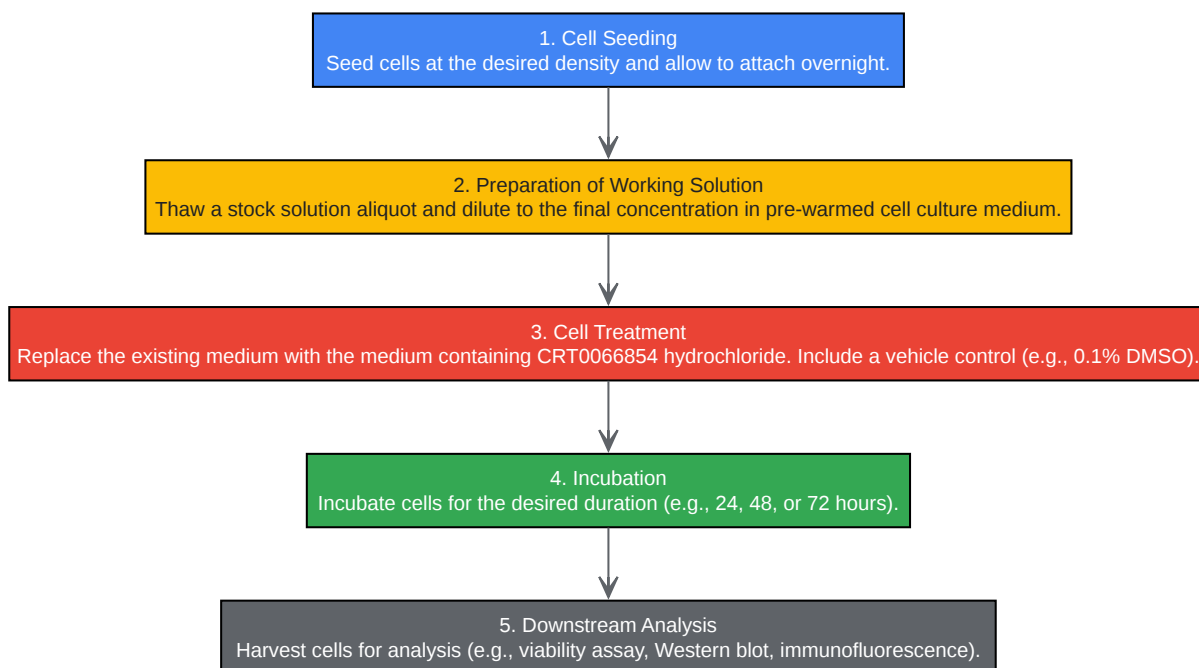 1. Cell Seeding
Seed cells at the desired density and allow to attach overnight.
2. Preparation of Working Solution
Thaw a stock solution aliquot and dilute to the final concentration in pre-warmed cell culture medium.
3. Cell Treatment
Replace the existing medium with the medium containing CRT0066854 hydrochloride. Include a vehicle control (e.g., 0.1% DMSO).
4. Incubation
Incubate cells for the desired duration (e.g., 24, 48, or 72 hours).
5. Downstream Analysis
Harvest cells for analysis (e.g., viability assay, Western blot, immunofluorescence).